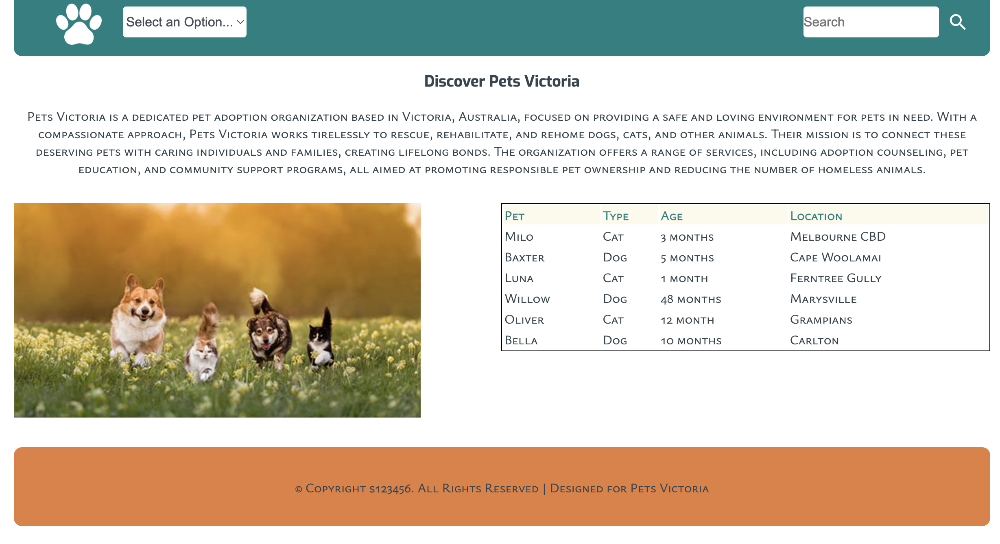 Select an Option...
Search
Discover Pets Victoria
Pets Victoria is a dedicated pet adoption organization based in Victoria, Australia, focused on providing a safe and loving environment for pets in need. With a
compassionate approach, Pets Victoria works tirelessly to rescue, rehabilitate, and rehome dogs, cats, and other animals. Their mission is to connect these
deserving pets with caring individuals and families, creating lifelong bonds. The organization offers a range of services, including adoption counseling, pet
education, and community support programs, all aimed at promoting responsible pet ownership and reducing the number of homeless animals.
Pet Type Age Location
Milo Cat 3 months Melbourne CBD
Baxter Dog 5 months Cape Woolamai
Luna Cat 1 month Ferntree Gully
Willow Dog 48 months Marysville
Oliver Cat 12 month Grampians
Bella Dog 10 months Carlton
© Copyright s123456. All Rights Reserved | Designed for Pets Victoria